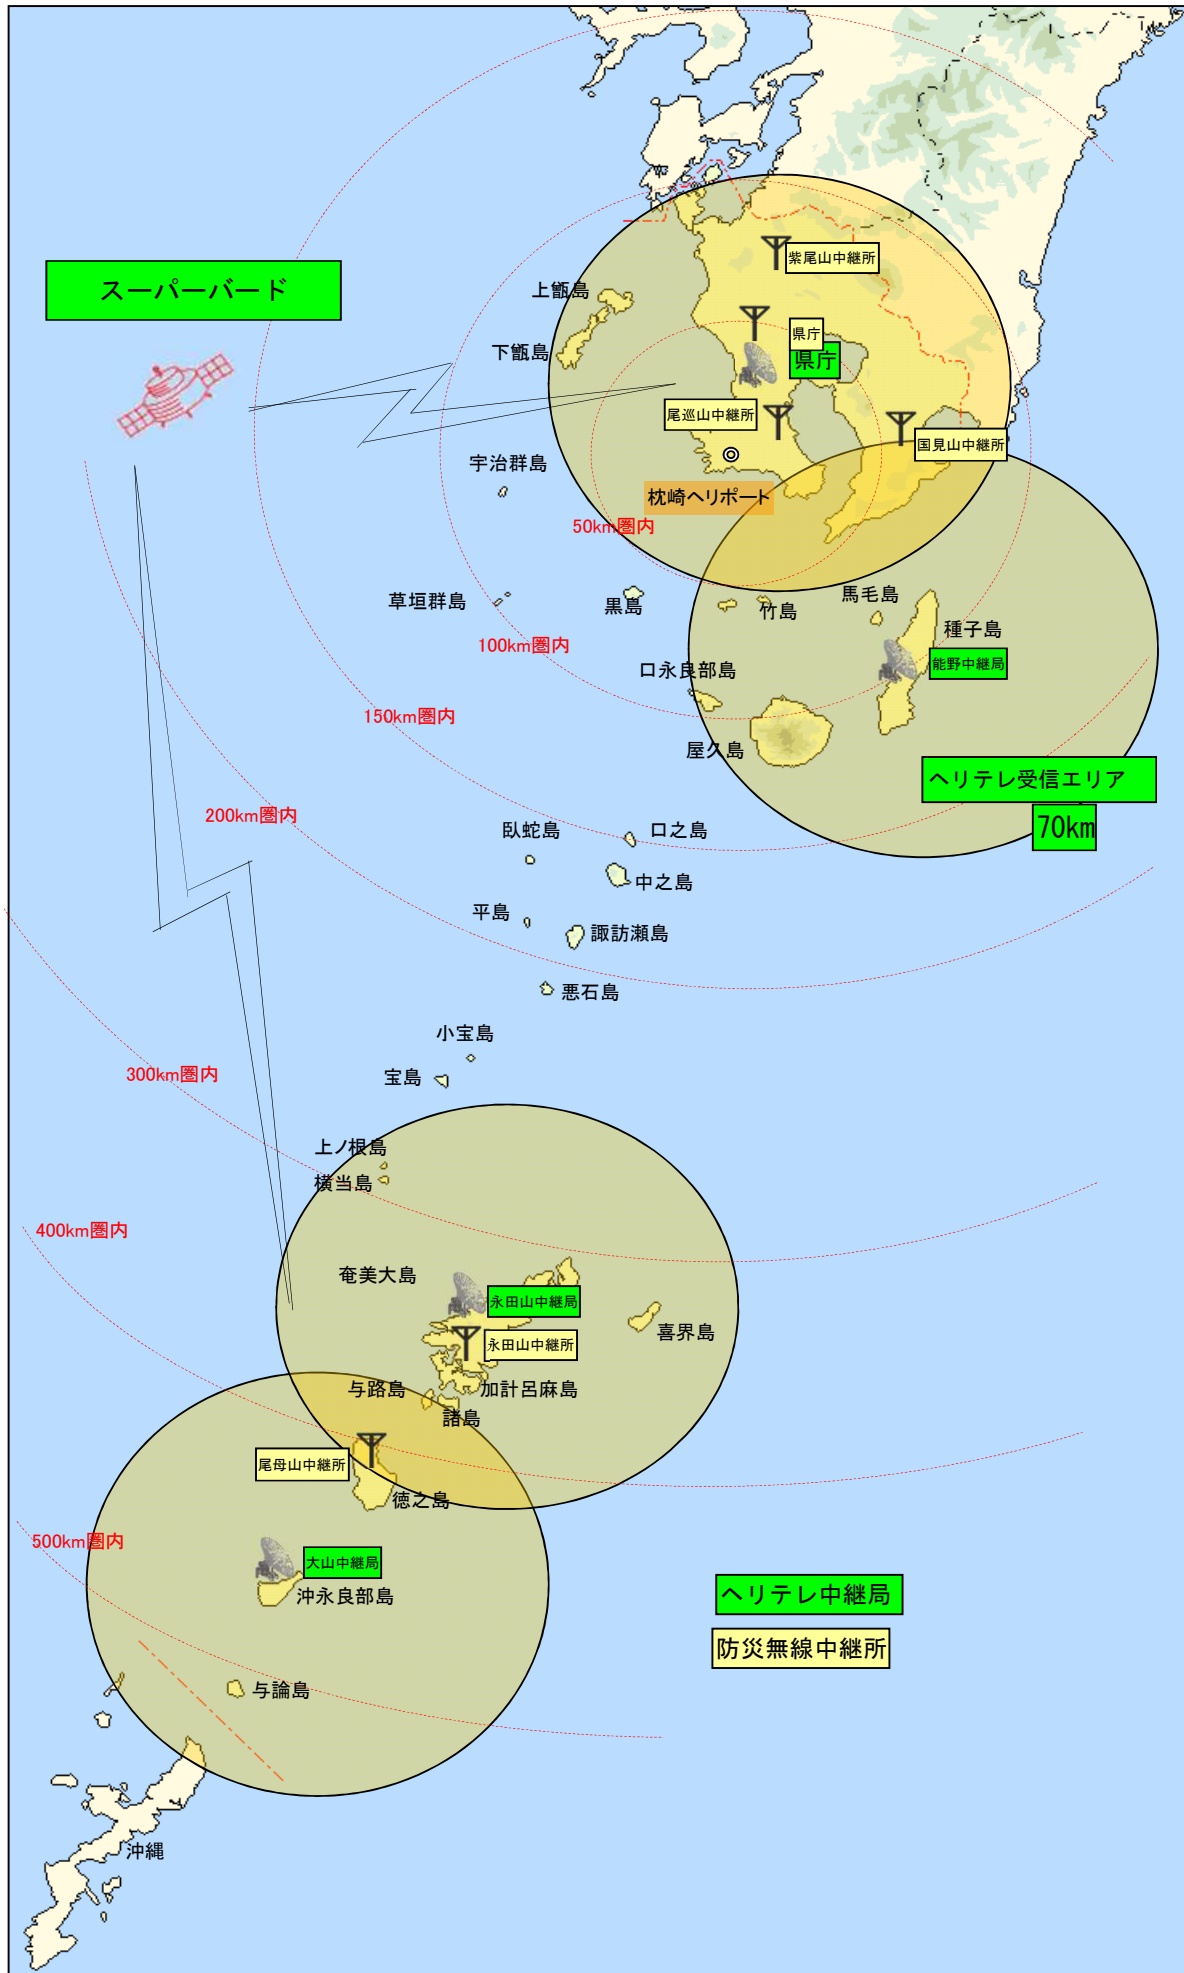 紫尾山中継所
スーパーバード
上甑島
県庁
下甑島
県庁
尾巡山中継所
国見山中継所
宇治群島
枕崎ヘリポート
50km圏内
草垣群島
黒島
竹島
馬毛島
種子島
100km圏内
能野中継局
口永良部島
150km圏内
屋久島
ヘリテレ受信エリア
200km圏内
70km
臥蛇島
口之島
中之島
平島
諏訪瀬島
悪石島
小宝島
300km圏内
宝島
上ノ根島
横当島
400km圏内
奄美大島
永田山中継局
喜界島
永田山中継所
与路島
加計呂麻島
諸島
尾母山中継所
徳之島
500km圏内
大山中継局
沖永良部島
ヘリテレ中継局
防災無線中継所
与論島
沖縄